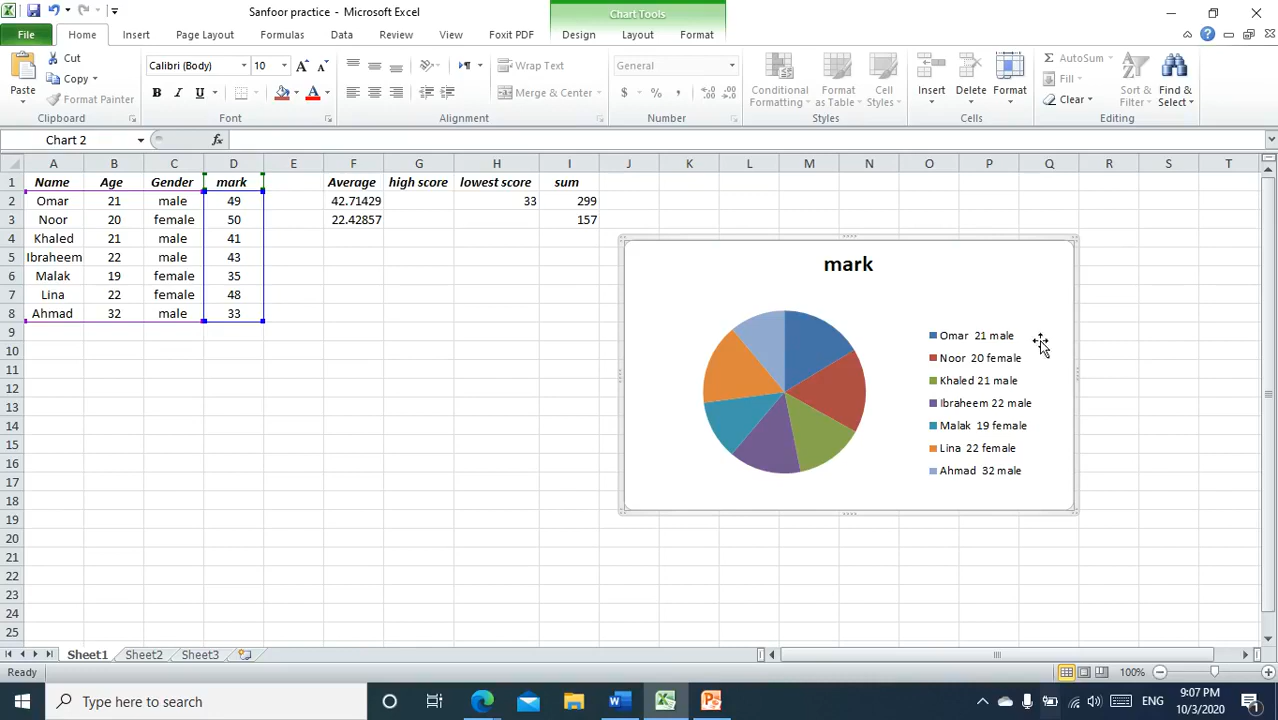 Sanfoor practice - Microsoft Excel
Chart Tools
File Home Insert Page Layout Formulas Data Review View Foxit PDF Design Layout Format
Paste
Cut
Copy
Format Painter
Clipboard
Calibri (Body) 10
B I U
Font
Wrap Text
Merge & Center
Alignment
General
$ % ,
Number
Conditional Formatting
Format as Table
Cell Styles
Styles
Insert
Delete
Format
Cells
AutoSum
Fill
Clear
Sort & Filter
Find & Select
Editing
Chart 2
fx
A B C D E F G H I J K L M N O P Q R S T
1 Name Age Gender mark Average high score lowest score sum
2 Omar 21 male 49 42.71429 33 299
3 Noor 20 female 50 22.42857 157
4 Khaled 21 male 41
5 Ibraheem 22 male 43
6 Malak 19 female 35
7 Lina 22 female 48
8 Ahmad 32 male 33
9
10
11
12
13
14
15
16
17
18
19
20
21
22
23
24
25
mark
Omar 21 male
Noor 20 female
Khaled 21 male
Ibraheem 22 male
Malak 19 female
Lina 22 female
Ahmad 32 male
Sheet1 Sheet2 Sheet3
Ready
100%
Type here to search
ENG
9:07 PM
10/3/2020
1